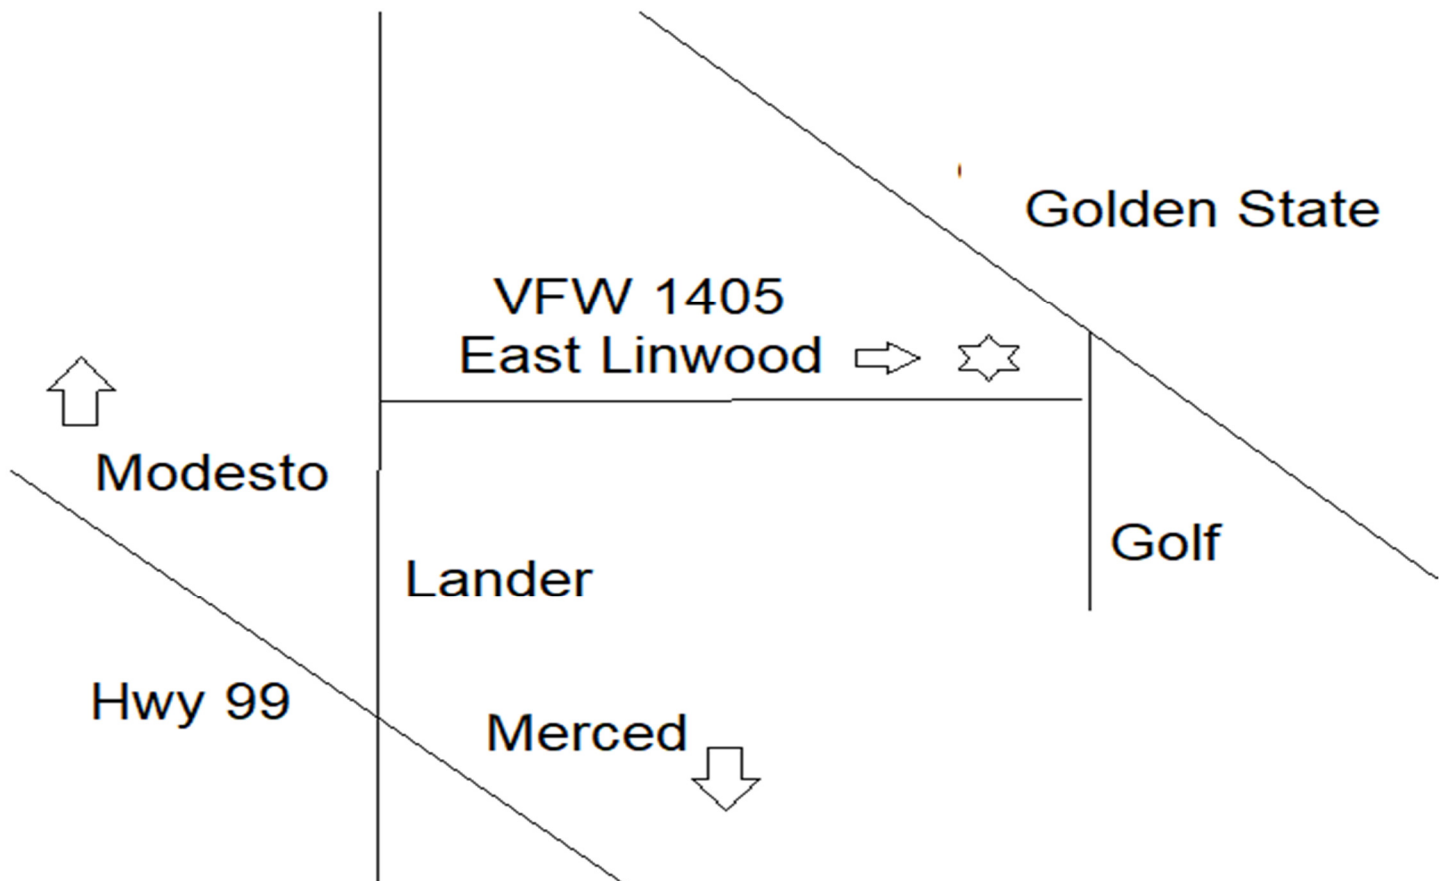 Golden State
VFW 1405
East Linwood
Modesto
Golf
Lander
Hwy 99
Merced